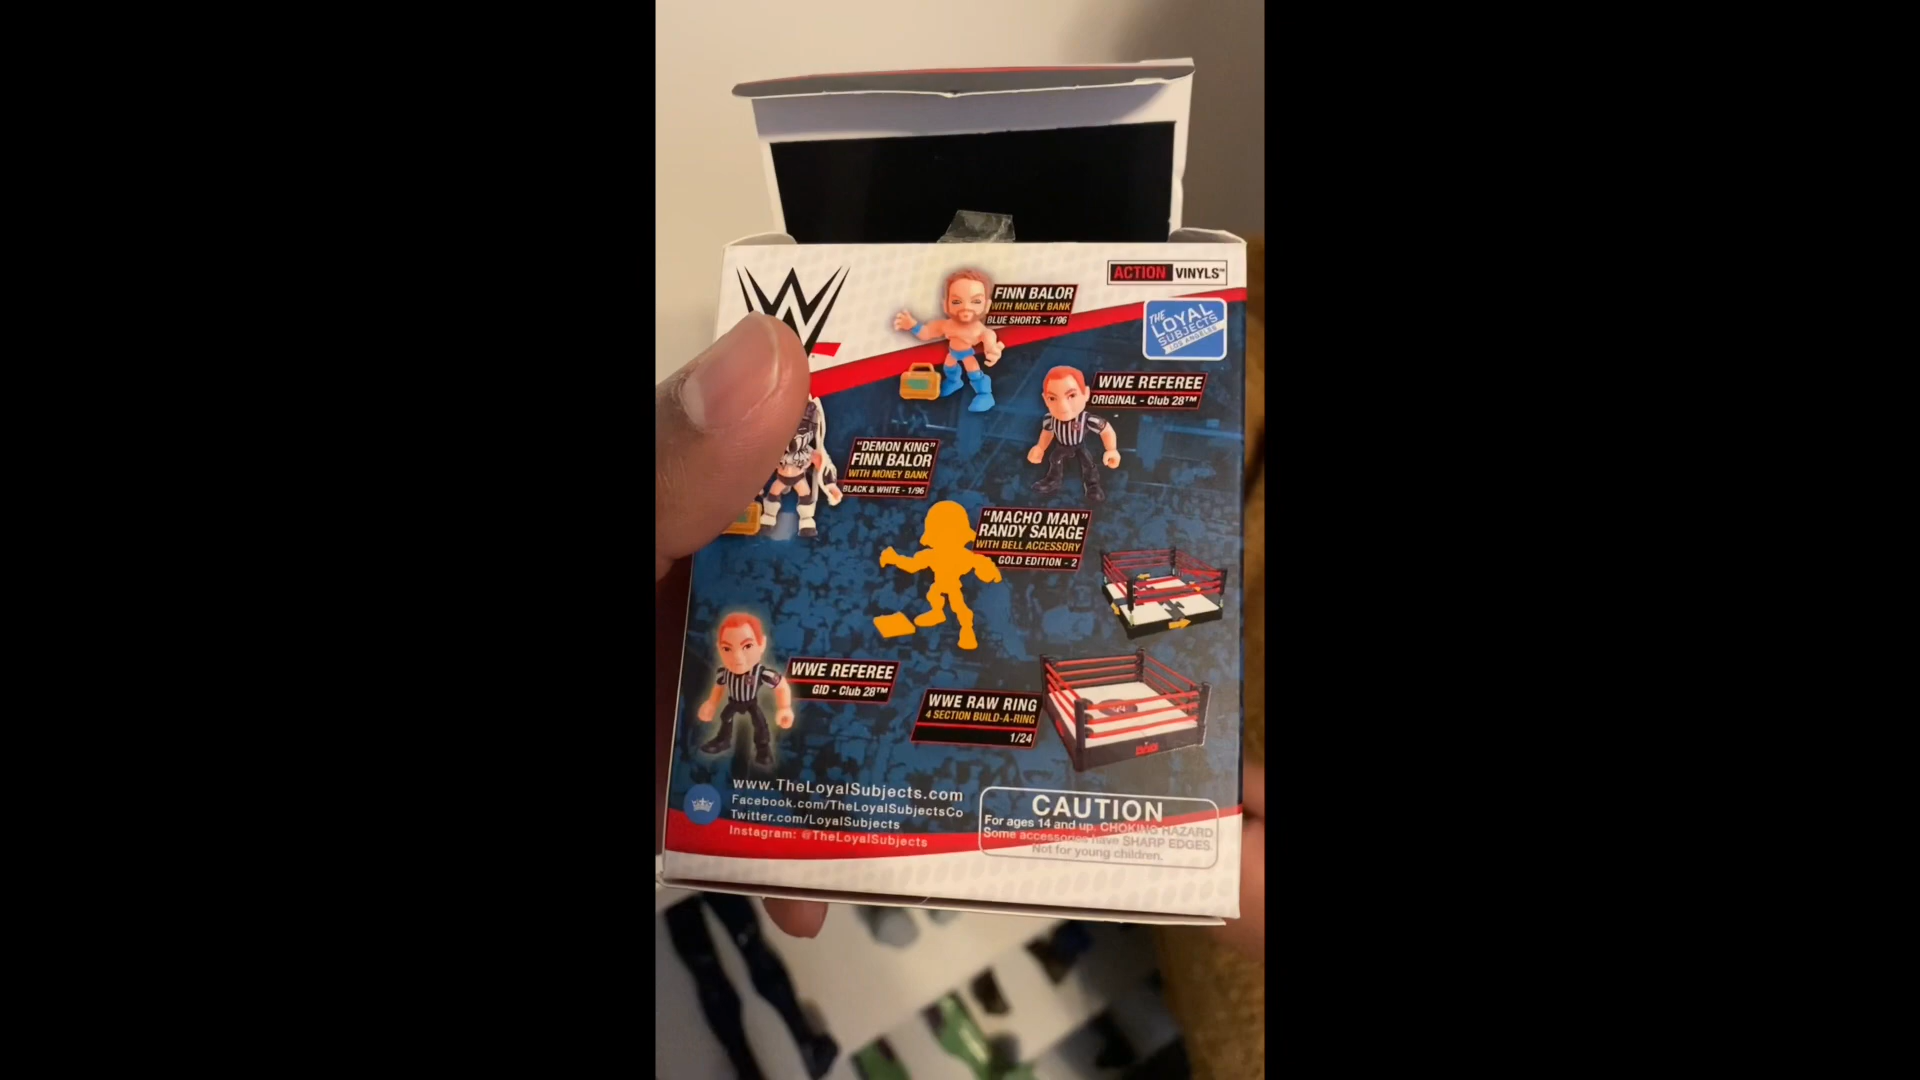 W
ACTION VINYLS™
FINN BALOR
WITH MONEY BANK
BLUE SHORTS - 1/96
THE
LOYAL
SUBJECTS
LOS ANGELES
WWE REFEREE
ORIGINAL - Club 28™
"DEMON KING"
FINN BALOR
WITH MONEY BANK
BLACK & WHITE - 1/96
"MACHO MAN"
RANDY SAVAGE
WITH BELL ACCESSORY
GOLD EDITION - 2
WWE REFEREE
GID - Club 28™
WWE RAW RING
4 SECTION BUILD-A-RING
1/24
www.TheLoyalSubjects.com
Facebook.com/TheLoyalSubjectsCo
Twitter.com/LoyalSubjects
Instagram: @TheLoyalSubjects
CAUTION
For ages 14 and up. CHOKING HAZARD
Some accessories have SHARP EDGES.
Not for young children.